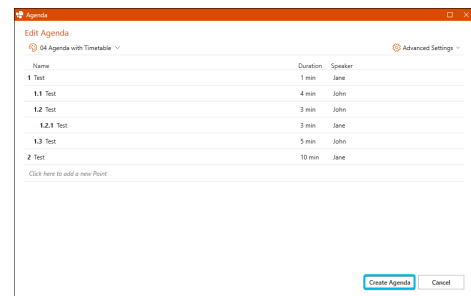 Agenda
Edit Agenda
04 Agenda with Timetable Advanced Settings
Name Duration Speaker
1 Test 1 min Jane
1.1 Test 4 min John
1.2 Test 3 min John
1.2.1 Test 3 min Jane
1.3 Test 5 min John
2 Test 10 min Jane
Click here to add a new Point
Create Agenda Cancel